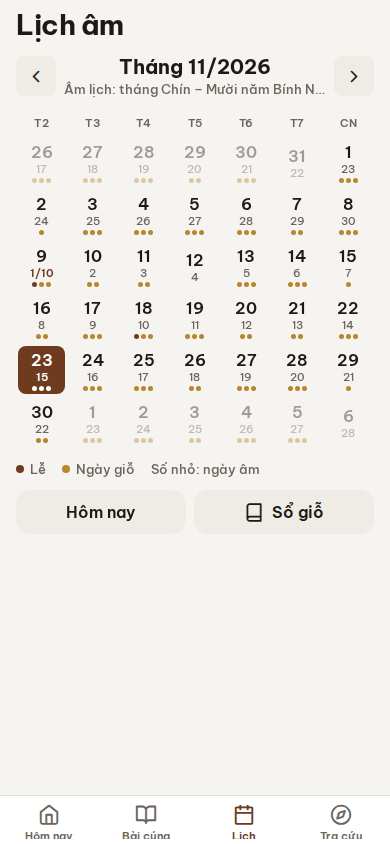 Lịch âm
Tháng 11/2026
Âm lịch: tháng Chín – Mười năm Bính N...
T2 T3 T4 T5 T6 T7 CN
26 27 28 29 30 31 1
17 18 19 20 21 22 23
2 3 4 5 6 7 8
24 25 26 27 28 29 30
9 10 11 12 13 14 15
1/10 2 3 4 5 6 7
16 17 18 19 20 21 22
8 9 10 11 12 13 14
23 24 25 26 27 28 29
15 16 17 18 19 20 21
30 1 2 3 4 5 6
22 23 24 25 26 27 28
Lễ Ngày giỗ Số nhỏ: ngày âm
Hôm nay Sổ giỗ
Hôm nay Bài cúng Lịch Tra cứu